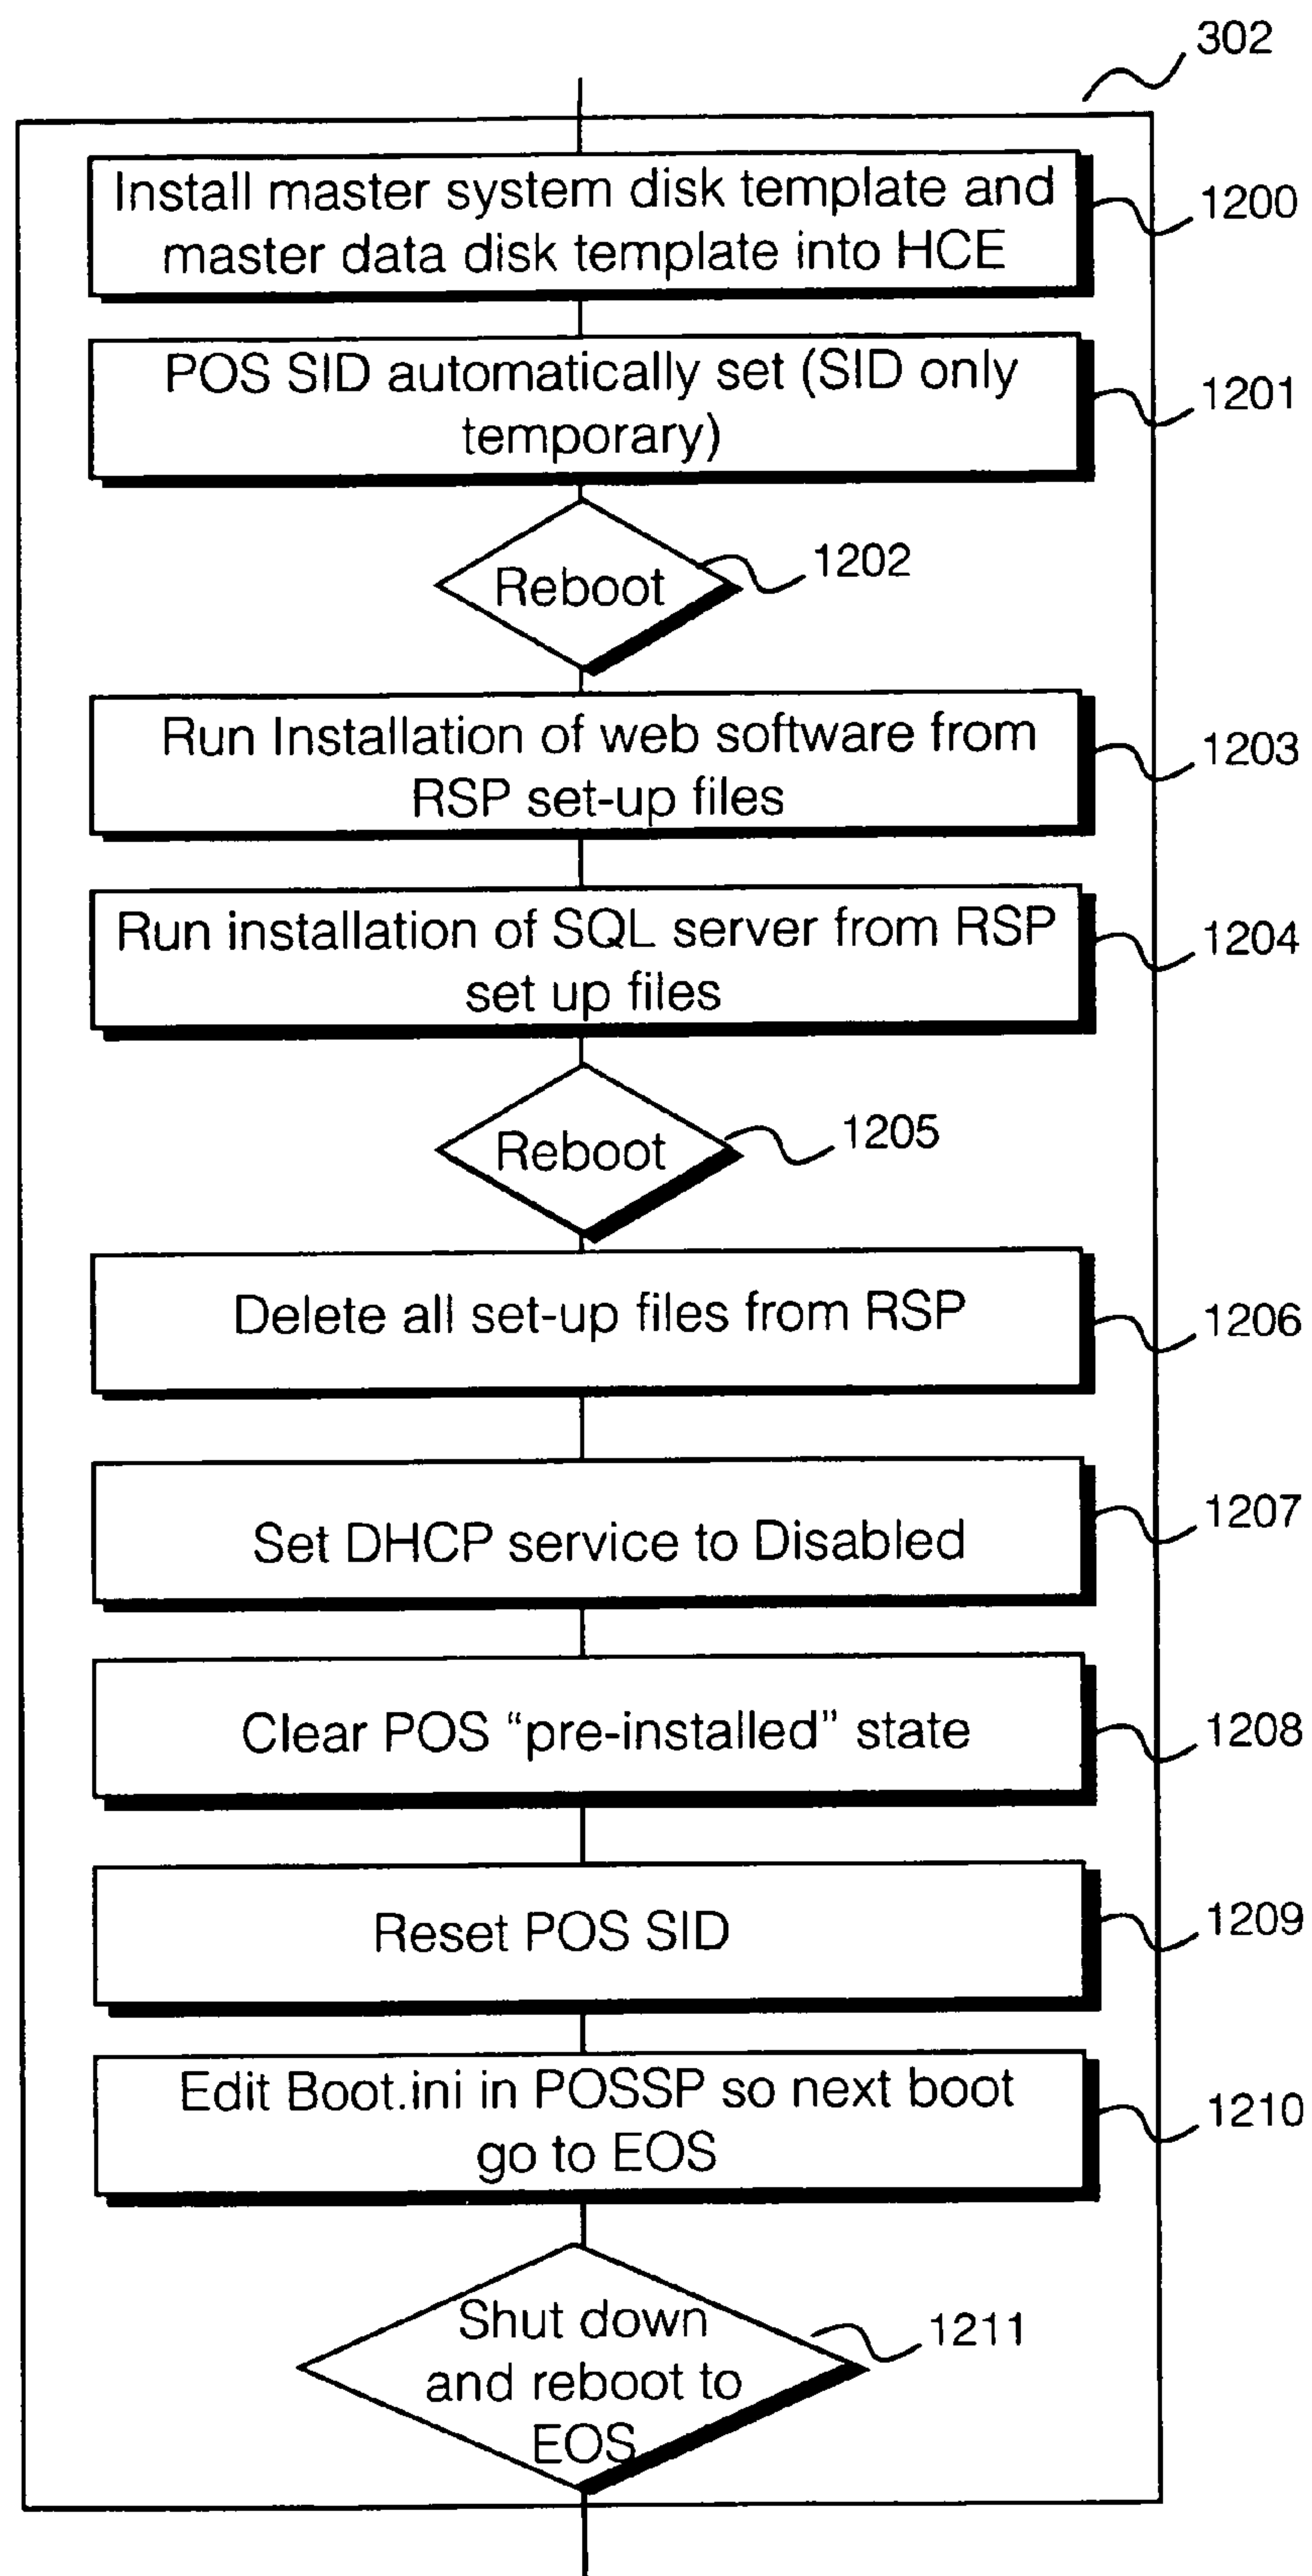 302
Install master system disk template and
master data disk template into HCE
1200
POS SID automatically set (SID only
temporary)
1201
Reboot
1202
Run Installation of web software from
RSP set-up files
1203
Run installation of SQL server from RSP
set up files
1204
Reboot
1205
Delete all set-up files from RSP
1206
Set DHCP service to Disabled
1207
Clear POS “pre-installed” state
1208
Reset POS SID
1209
Edit Boot.ini in POSSP so next boot
go to EOS
1210
Shut down
and reboot to
EOS
1211